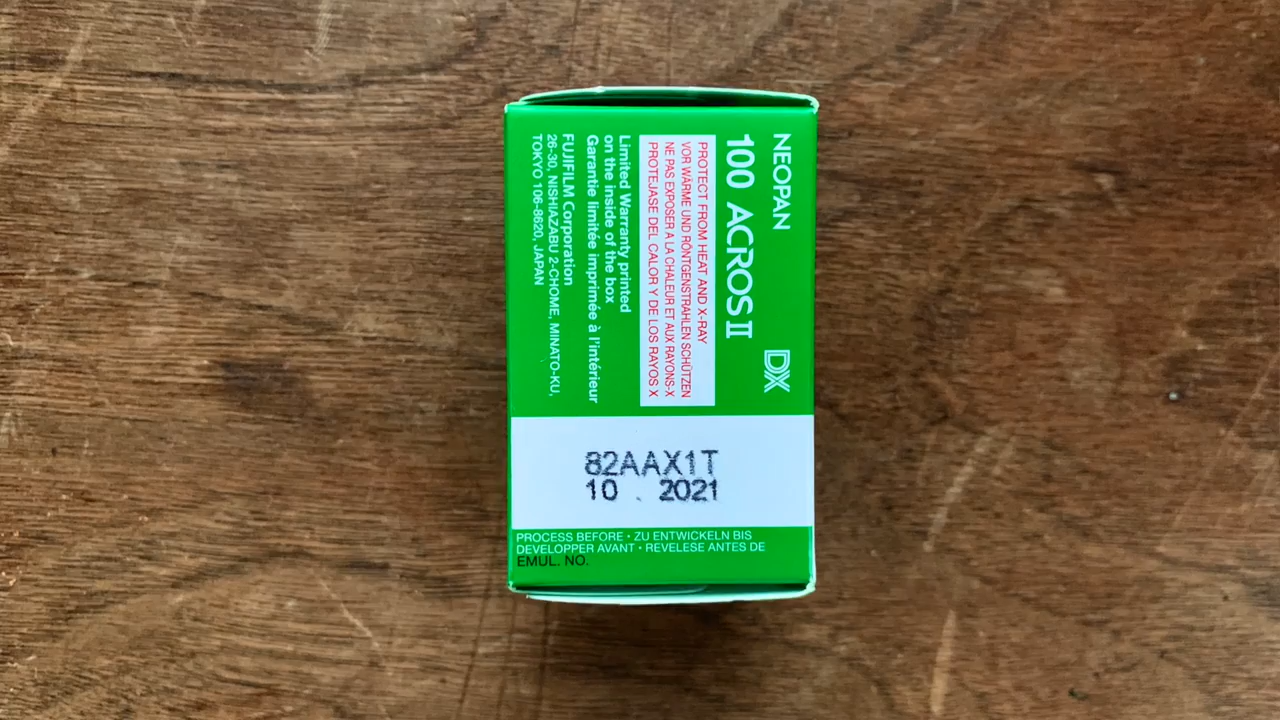 NEOPAN
100 ACROS II
DX
PROTECT FROM HEAT AND X-RAY
VOR WÄRME UND RÖNTGENSTRAHLEN SCHÜTZEN
NE PAS EXPOSER A LA CHALEUR ET AUX RAYONS-X
PROTEJASE DEL CALOR Y DE LOS RAYOS X
Limited Warranty printed
on the inside of the box
Garantie limitée imprimée à l'intérieur
FUJIFILM Corporation
26-30, NISHIAZABU 2-CHOME, MINATO-KU,
TOKYO 106-8620, JAPAN
82AAX1T
10 . 2021
PROCESS BEFORE · ZU ENTWICKELN BIS
DEVELOPPER AVANT · REVELESE ANTES DE
EMUL. NO.